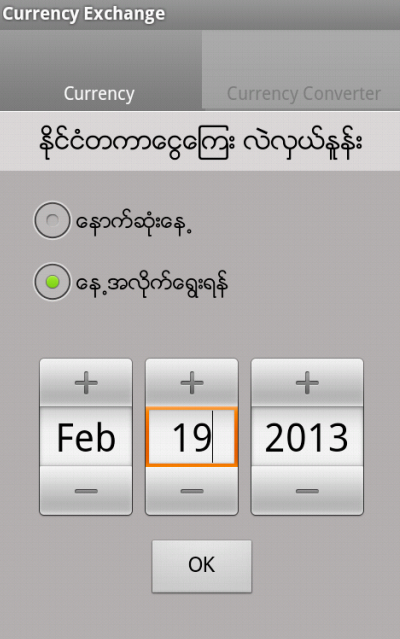 Currency Exchange
Currency Currency Converter
နိုင်ငံတကာငွေကြေး လဲလှယ်နှုန်း
နောက်ဆုံးနေ့
နေ့အလိုက်ရွေးရန်
+ + +
Feb 19 2013
− − −
OK